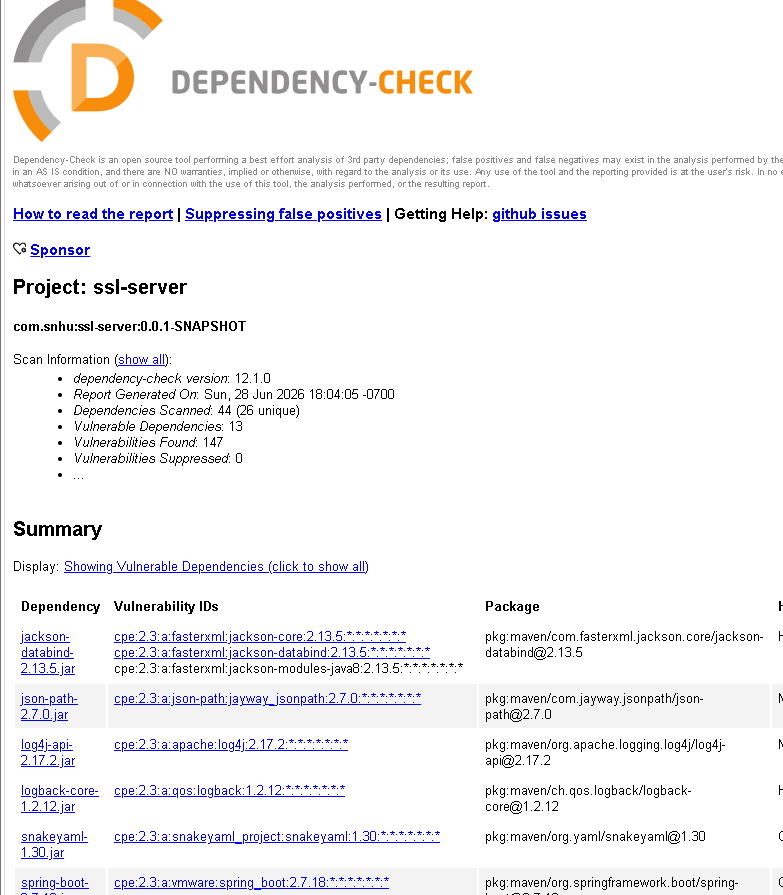 D DEPENDENCY-CHECK
Dependency-Check is an open source tool performing a best effort analysis of 3rd party dependencies; false positives and false negatives may exist in the analysis performed by the
in an AS IS condition, and there are NO warranties, implied or otherwise, with regard to the analysis or its use. Any use of the tool and the reporting provided is at the user's risk. In no
whatsoever arising out of or in connection with the use of this tool, the analysis performed, or the resulting report.
How to read the report | Suppressing false positives | Getting Help: github issues
Sponsor
Project: ssl-server
com.snhu:ssl-server:0.0.1-SNAPSHOT
Scan Information (show all):
• dependency-check version: 12.1.0
• Report Generated On: Sun, 28 Jun 2026 18:04:05 -0700
• Dependencies Scanned: 44 (26 unique)
• Vulnerable Dependencies: 13
• Vulnerabilities Found: 147
• Vulnerabilities Suppressed: 0
• ...
Summary
Display: Showing Vulnerable Dependencies (click to show all)
Dependency Vulnerability IDs Package
jackson- cpe:2.3:a:fasterxml:jackson-core:2.13.5:*:*:*:*:*:*:* pkg:maven/com.fasterxml.jackson.core/jackson-
databind- cpe:2.3:a:fasterxml:jackson-databind:2.13.5:*:*:*:*:*:*:* databind@2.13.5
2.13.5.jar cpe:2.3:a:fasterxml:jackson-modules-java8:2.13.5:*:*:*:*:*:*:*
json-path- cpe:2.3:a:json-path:jayway_jsonpath:2.7.0:*:*:*:*:*:*:* pkg:maven/com.jayway.jsonpath/json-
2.7.0.jar path@2.7.0
log4j-api- cpe:2.3:a:apache:log4j:2.17.2:*:*:*:*:*:*:* pkg:maven/org.apache.logging.log4j/log4j-
2.17.2.jar api@2.17.2
logback-core- cpe:2.3:a:qos:logback:1.2.12:*:*:*:*:*:*:* pkg:maven/ch.qos.logback/logback-
1.2.12.jar core@1.2.12
snakeyaml- cpe:2.3:a:snakeyaml_project:snakeyaml:1.30:*:*:*:*:*:*:* pkg:maven/org.yaml/snakeyaml@1.30
1.30.jar
spring-boot- cpe:2.3:a:vmware:spring_boot:2.7.18:*:*:*:*:*:*:* pkg:maven/org.springframework.boot/spring-